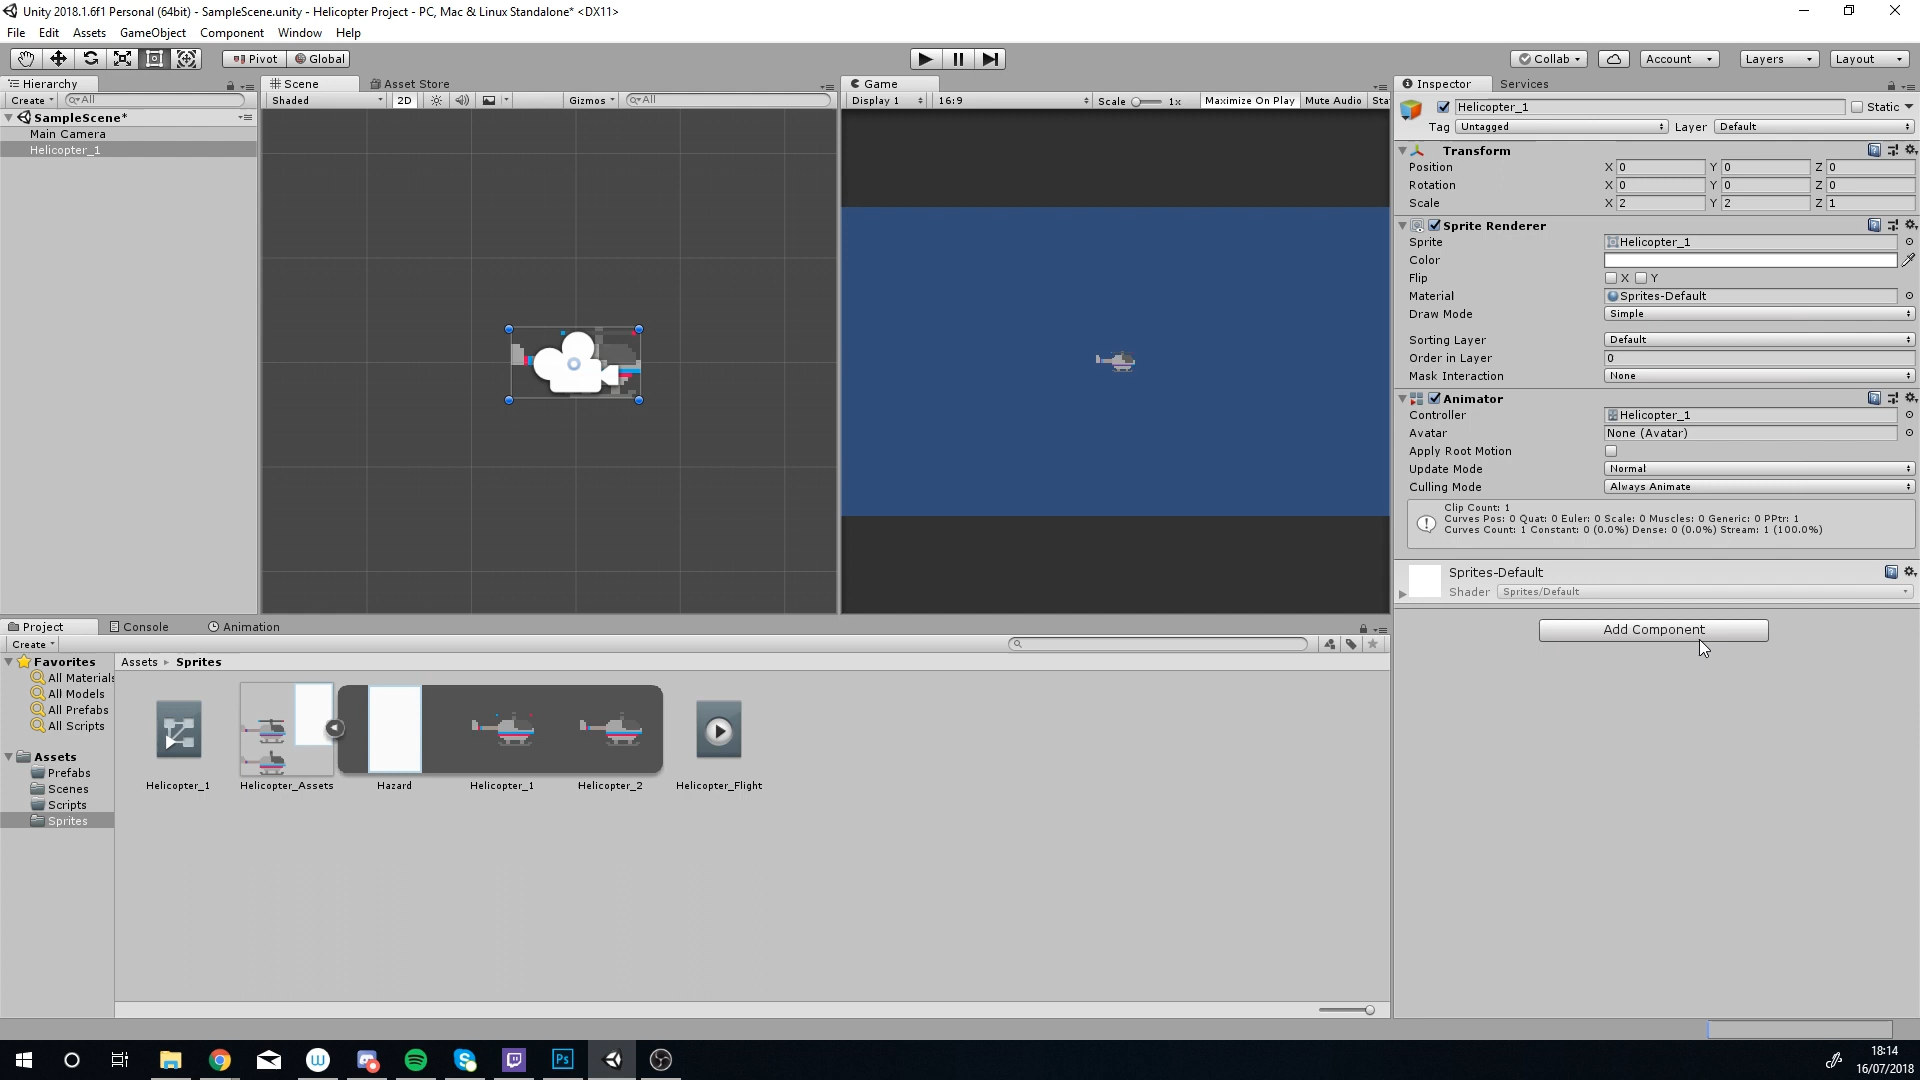 Unity 2018.1.6f1 Personal (64bit) - SampleScene.unity - Helicopter Project - PC, Mac & Linux Standalone* <DX11>
File Edit Assets GameObject Component Window Help
Pivot Global Collab Account Layers Layout
Hierarchy
Create All
SampleScene*
Main Camera
Helicopter_1
Scene Asset Store
Shaded 2D Gizmos All
Game
Display 1 16:9 Scale 1x Maximize On Play Mute Audio Sta
Inspector Services
Helicopter_1 Static
Tag Untagged Layer Default
Transform
Position X 0 Y 0 Z 0
Rotation X 0 Y 0 Z 0
Scale X 2 Y 2 Z 1
Sprite Renderer
Sprite Helicopter_1
Color
Flip X Y
Material Sprites-Default
Draw Mode Simple
Sorting Layer Default
Order in Layer 0
Mask Interaction None
Animator
Controller Helicopter_1
Avatar None (Avatar)
Apply Root Motion
Update Mode Normal
Culling Mode Always Animate
Clip Count: 1
Curves Pos: 0 Quat: 0 Euler: 0 Scale: 0 Muscles: 0 Generic: 0 PPtr: 1
Curves Count: 1 Constant: 0 (0.0%) Dense: 0 (0.0%) Stream: 1 (100.0%)
Sprites-Default
Shader Sprites/Default
Add Component
Project Console Animation
Create
Favorites
All Materials
All Models
All Prefabs
All Scripts
Assets
Prefabs
Scenes
Scripts
Sprites
Assets Sprites
Helicopter_1 Helicopter_Assets Hazard Helicopter_1 Helicopter_2 Helicopter_Flight
Ps
18:14
16/07/2018